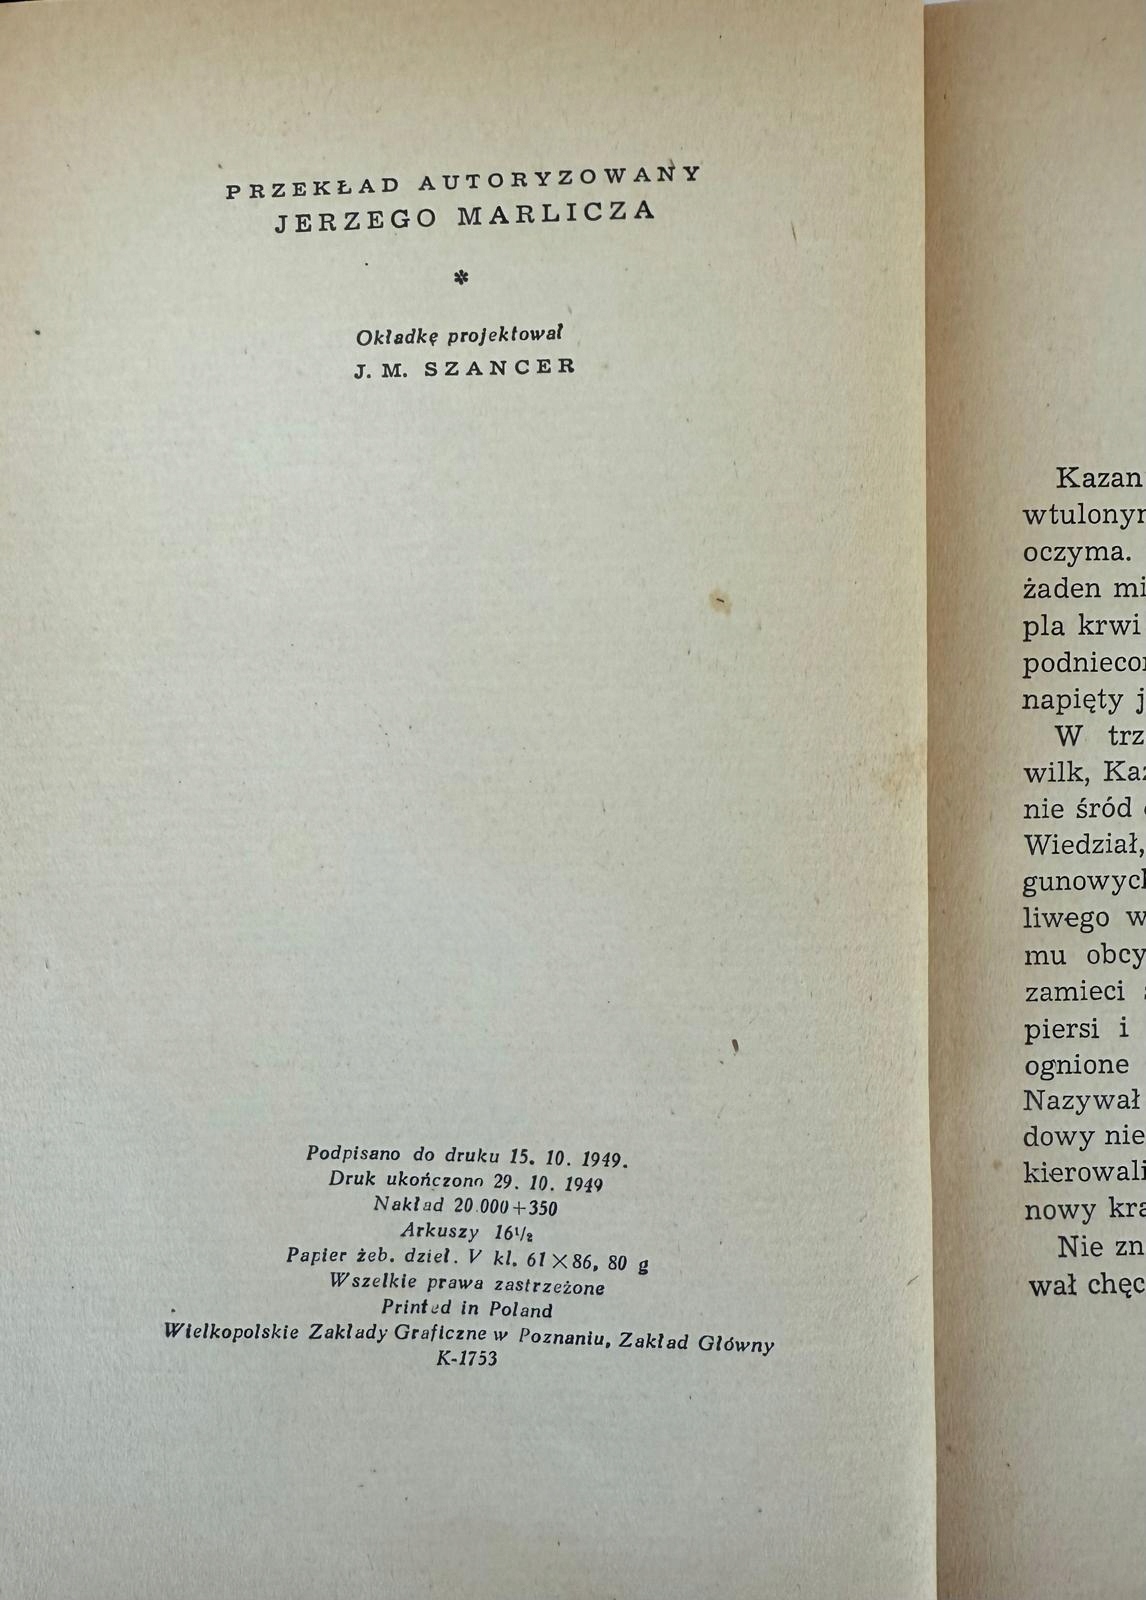 PRZEKŁAD AUTORYZOWANY
JERZEGO MARLICZA
*
Okładkę projektował
J. M. SZANCER
Podpisano do druku 15. 10. 1949.
Druk ukończono 29. 10. 1949
Nakład 20.000+350
Arkuszy 16½
Papier żeb. dzieł. V kl. 61×86, 80 g
Wszelkie prawa zastrzeżone
Printed in Poland
Wielkopolskie Zakłady Graficzne w Poznaniu, Zakład Główny
K-1753
Kazan
wtulonym
oczyma.
żaden mi
pla krwi
podniecon
napięty j
W trz
wilk, Kaz
nie śród
Wiedział,
gunowych
liwego w
mu obcy
zamieci
piersi i
ognione
Nazywał
dowy nie
kierowali
nowy kra
Nie zn
wał chęc